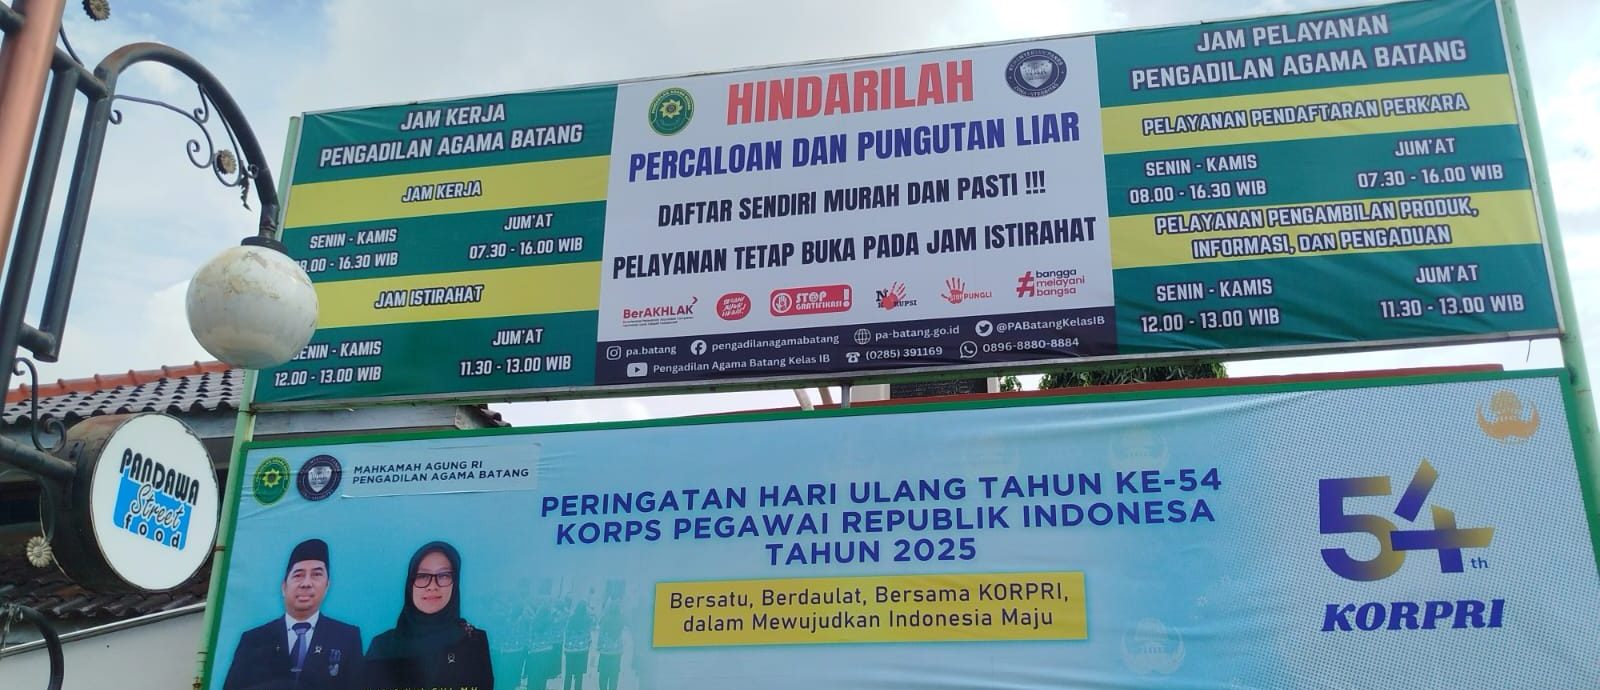 JAM KERJA
PENGADILAN AGAMA BATANG
JAM KERJA
SENIN - KAMIS
08.00 - 16.30 WIB
JUM'AT
07.30 - 16.00 WIB
JAM ISTIRAHAT
SENIN - KAMIS
12.00 - 13.00 WIB
JUM'AT
11.30 - 13.00 WIB
HINDARILAH
PERCALOAN DAN PUNGUTAN LIAR
DAFTAR SENDIRI MURAH DAN PASTI !!!
PELAYANAN TETAP BUKA PADA JAM ISTIRAHAT
BerAKHLAK
STOP GRATIFIKASI!
STOP PUNGLI
#bangga melayani bangsa
pa.batang pengadilanagamabatang pa-batang.go.id @PABatangKelasIB
Pengadilan Agama Batang Kelas IB (0285) 391169 0896-8880-8884
JAM PELAYANAN
PENGADILAN AGAMA BATANG
PELAYANAN PENDAFTARAN PERKARA
SENIN - KAMIS
08.00 - 16.30 WIB
JUM'AT
07.30 - 16.00 WIB
PELAYANAN PENGAMBILAN PRODUK,
INFORMASI, DAN PENGADUAN
SENIN - KAMIS
12.00 - 13.00 WIB
JUM'AT
11.30 - 13.00 WIB
PANDAWA
Street
food
MAHKAMAH AGUNG RI
PENGADILAN AGAMA BATANG
PERINGATAN HARI ULANG TAHUN KE-54
KORPS PEGAWAI REPUBLIK INDONESA
TAHUN 2025
Bersatu, Berdaulat, Bersama KORPRI,
dalam Mewujudkan Indonesia Maju
54th
KORPRI